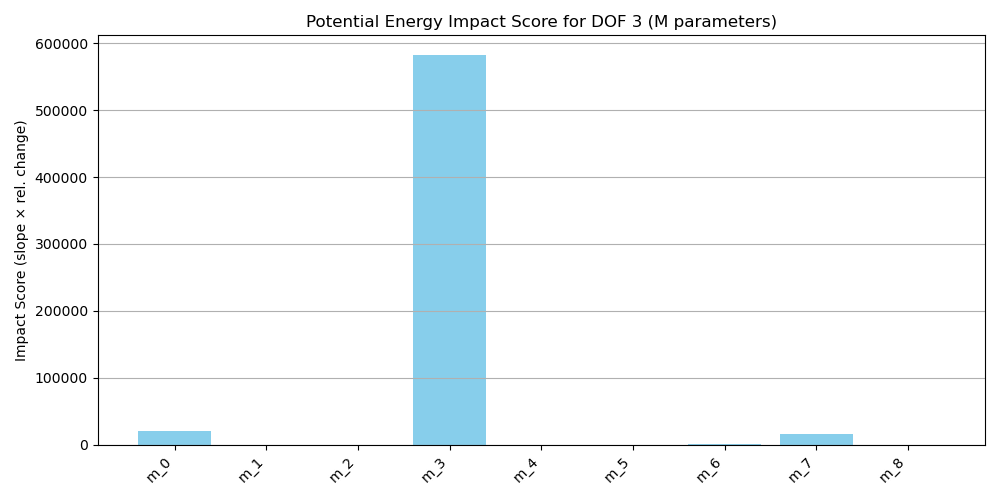 Potential Energy Impact Score for DOF 3 (M parameters)
Impact Score (slope × rel. change)
600000
500000
400000
300000
200000
100000
0
m_0
m_1
m_2
m_3
m_4
m_5
m_6
m_7
m_8